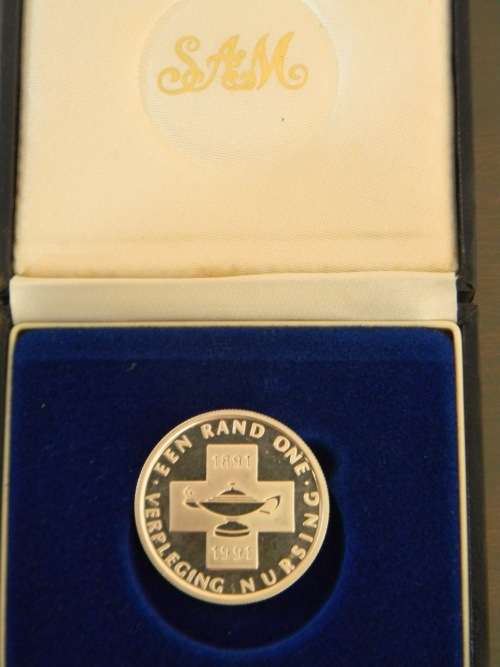 SAM
· EEN RAND ONE ·
1891
1991
VERPLEGING NURSING